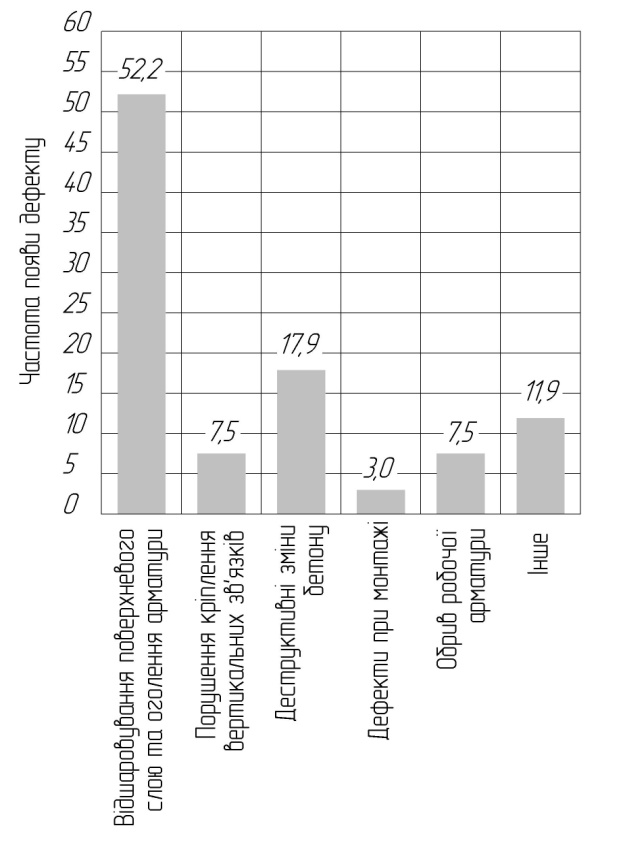 Частота появи дефекту
60
55
50
45
40
35
30
25
20
15
10
5
0
52,2
7,5
17,9
3,0
7,5
11,9
Відшаровування поверхневого
слою та оголення арматури
Порушення кріплення
вертикальних зв'язків
Деструктивні зміни
бетону
Дефекти при монтажі
Обрив робочої
арматури
Інше